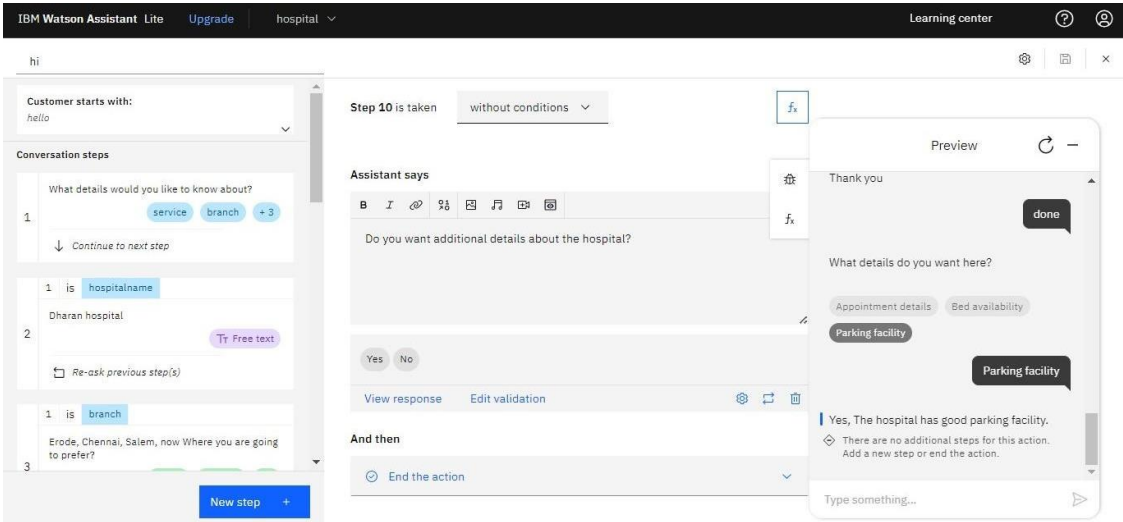 IBM Watson Assistant Lite Upgrade hospital Learning center
hi
Customer starts with:
hello
Conversation steps
1
What details would you like to know about?
service branch + 3
Continue to next step
2
1 is hospitalname
Dharan hospital
Free text
Re-ask previous step(s)
3
1 is branch
Erode, Chennai, Salem, now Where you are going
to prefer?
New step +
Step 10 is taken without conditions
fx
Assistant says
B I
fx
Do you want additional details about the hospital?
Yes No
View response Edit validation
And then
End the action
Preview
Thank you
done
What details do you want here?
Appointment details Bed availability
Parking facility
Parking facility
Yes, The hospital has good parking facility.
There are no additional steps for this action.
Add a new step or end the action.
Type something...